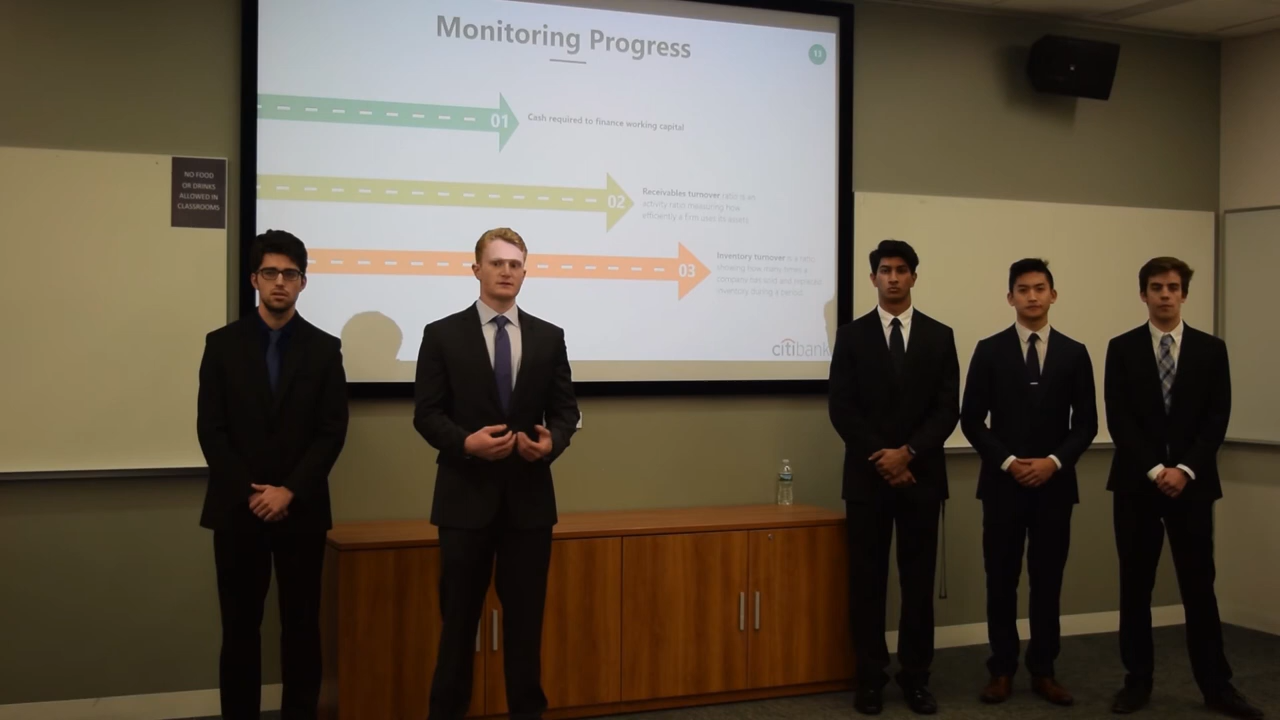 Monitoring Progress
13
01
Cash required to finance working capital
NO FOOD
OR DRINKS
ALLOWED IN
CLASSROOMS
02
Receivables turnover ratio is an
activity ratio measuring how
efficiently a firm uses its assets
03
Inventory turnover is a ratio
showing how many times a
company has sold and replaced
inventory during a period.
citibank